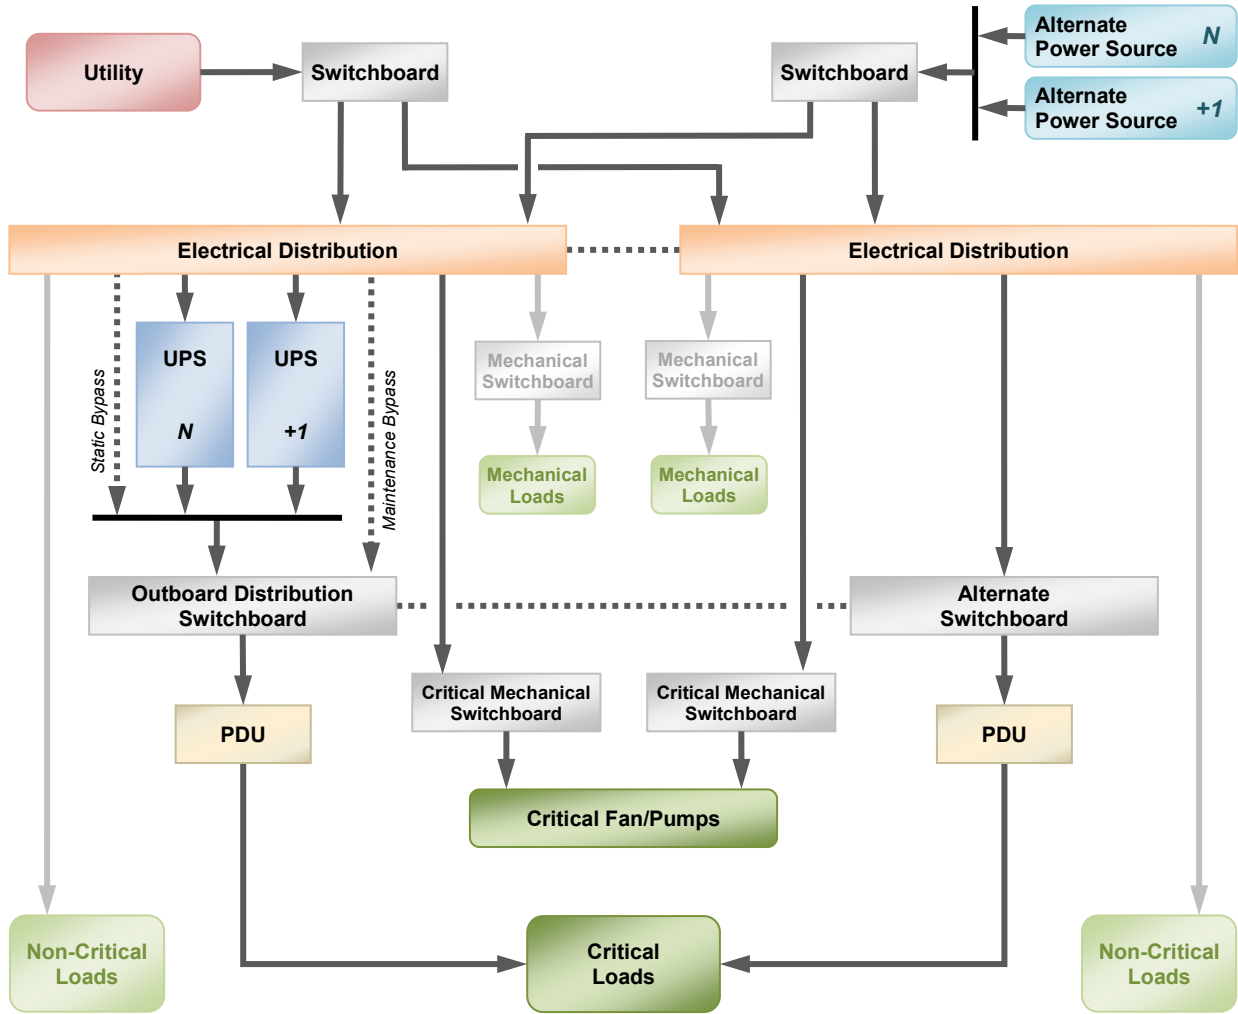 Utility
Switchboard
Switchboard
Alternate
Power Source N
Alternate
Power Source +1
Electrical Distribution
Electrical Distribution
Static Bypass
UPS
N
UPS
+1
Maintenance Bypass
Mechanical
Switchboard
Mechanical
Switchboard
Mechanical
Loads
Mechanical
Loads
Outboard Distribution
Switchboard
Alternate
Switchboard
Critical Mechanical
Switchboard
Critical Mechanical
Switchboard
PDU
PDU
Critical Fan/Pumps
Non-Critical
Loads
Critical
Loads
Non-Critical
Loads